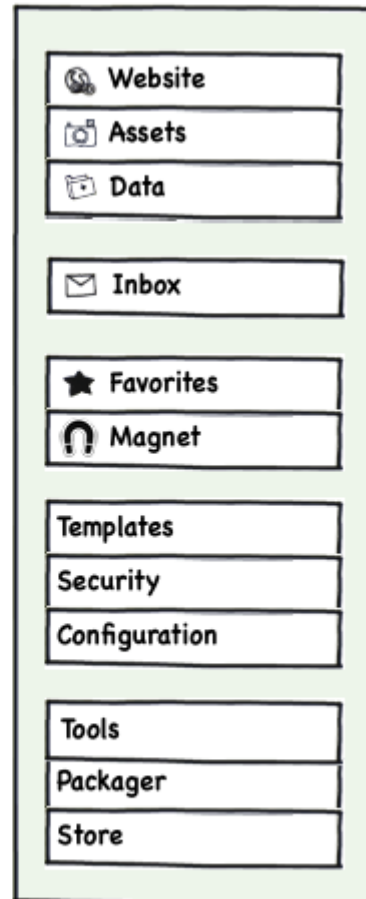 Website
Assets
Data
Inbox
Favorites
Magnet
Templates
Security
Configuration
Tools
Packager
Store